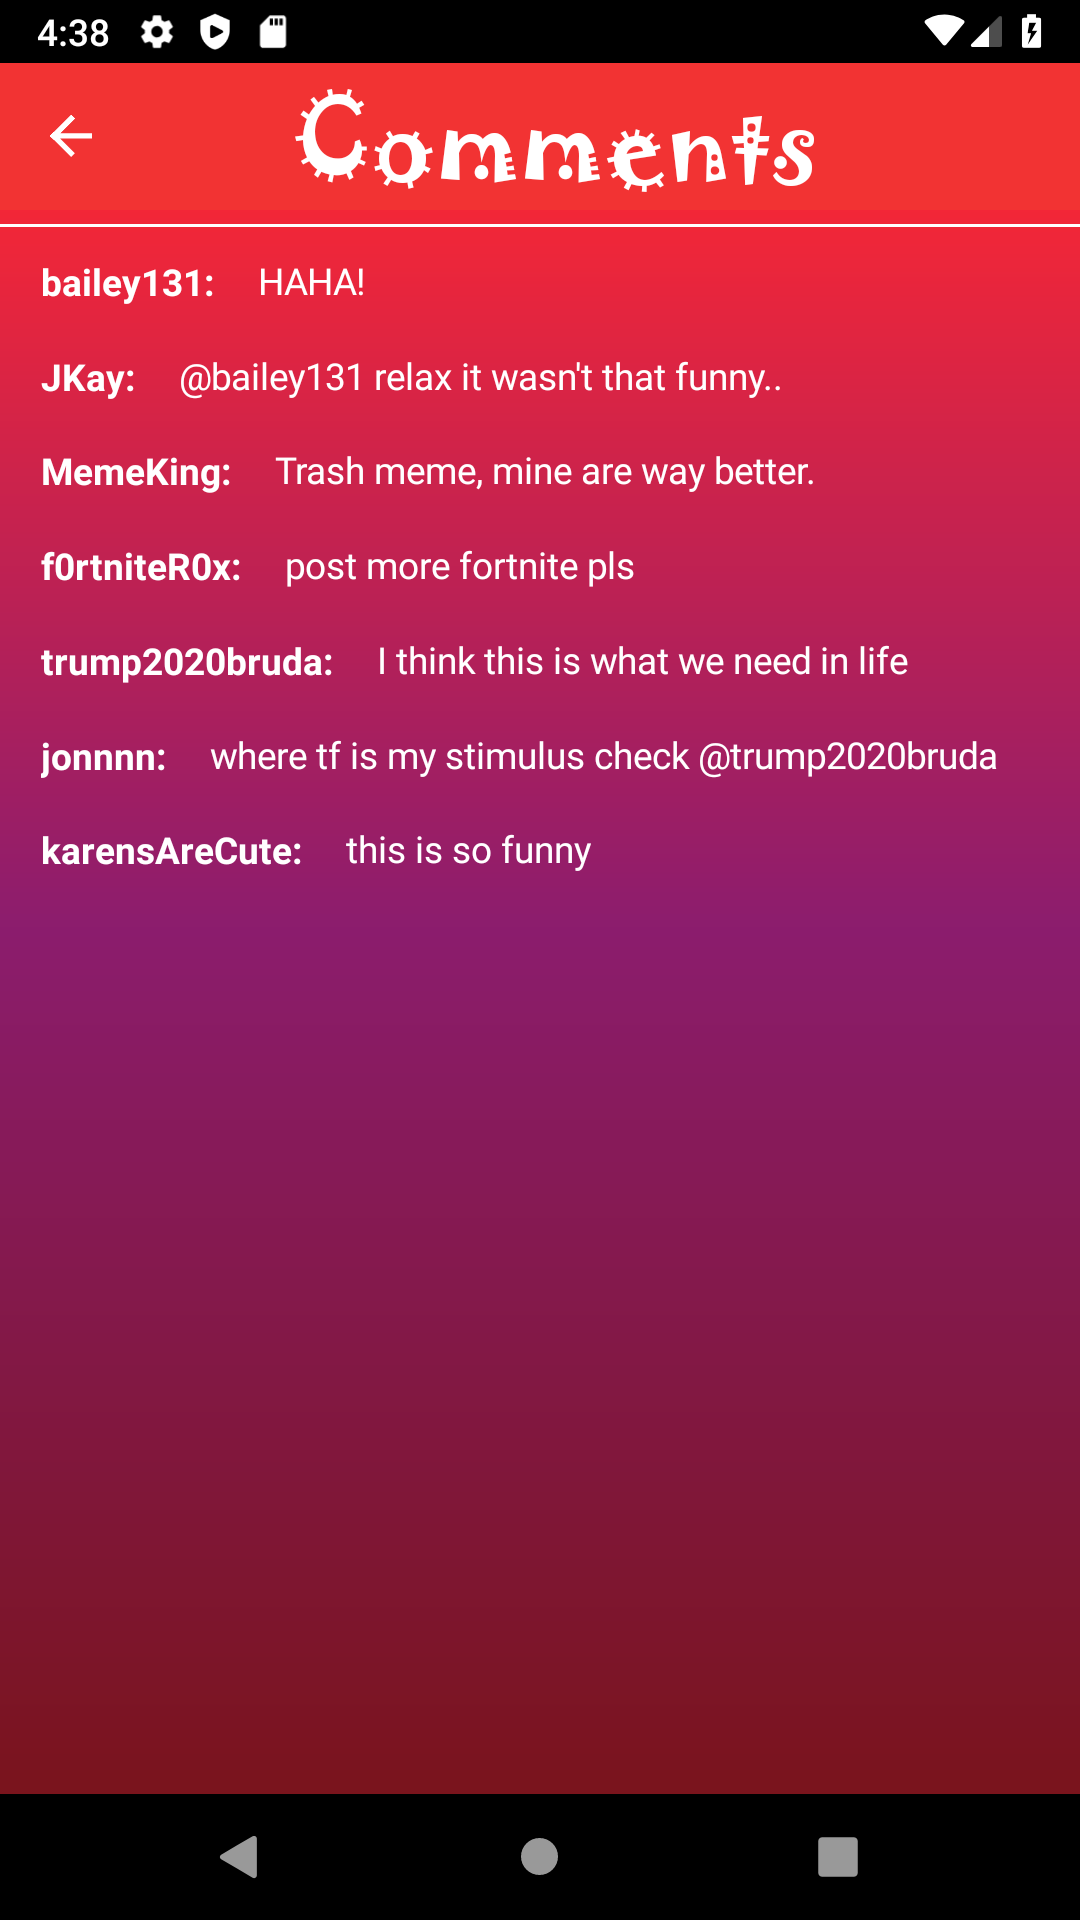 4:38
Comments
bailey131: HAHA!
JKay: @bailey131 relax it wasn't that funny..
MemeKing: Trash meme, mine are way better.
f0rtniteR0x: post more fortnite pls
trump2020bruda: I think this is what we need in life
jonnnn: where tf is my stimulus check @trump2020bruda
karensAreCute: this is so funny